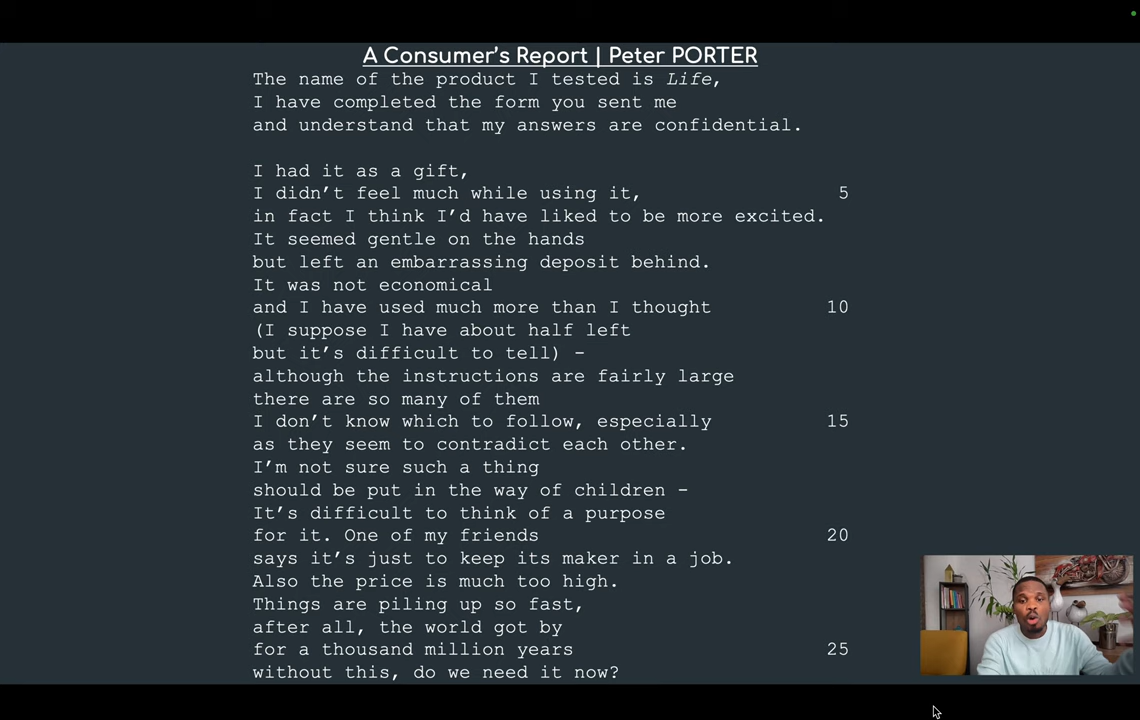 A Consumer's Report | Peter PORTER
The name of the product I tested is Life,
I have completed the form you sent me
and understand that my answers are confidential.
I had it as a gift,
I didn't feel much while using it, 5
in fact I think I'd have liked to be more excited.
It seemed gentle on the hands
but left an embarrassing deposit behind.
It was not economical
and I have used much more than I thought 10
(I suppose I have about half left
but it's difficult to tell) –
although the instructions are fairly large
there are so many of them
I don't know which to follow, especially 15
as they seem to contradict each other.
I'm not sure such a thing
should be put in the way of children –
It's difficult to think of a purpose
for it. One of my friends 20
says it's just to keep its maker in a job.
Also the price is much too high.
Things are piling up so fast,
after all, the world got by
for a thousand million years 25
without this, do we need it now?